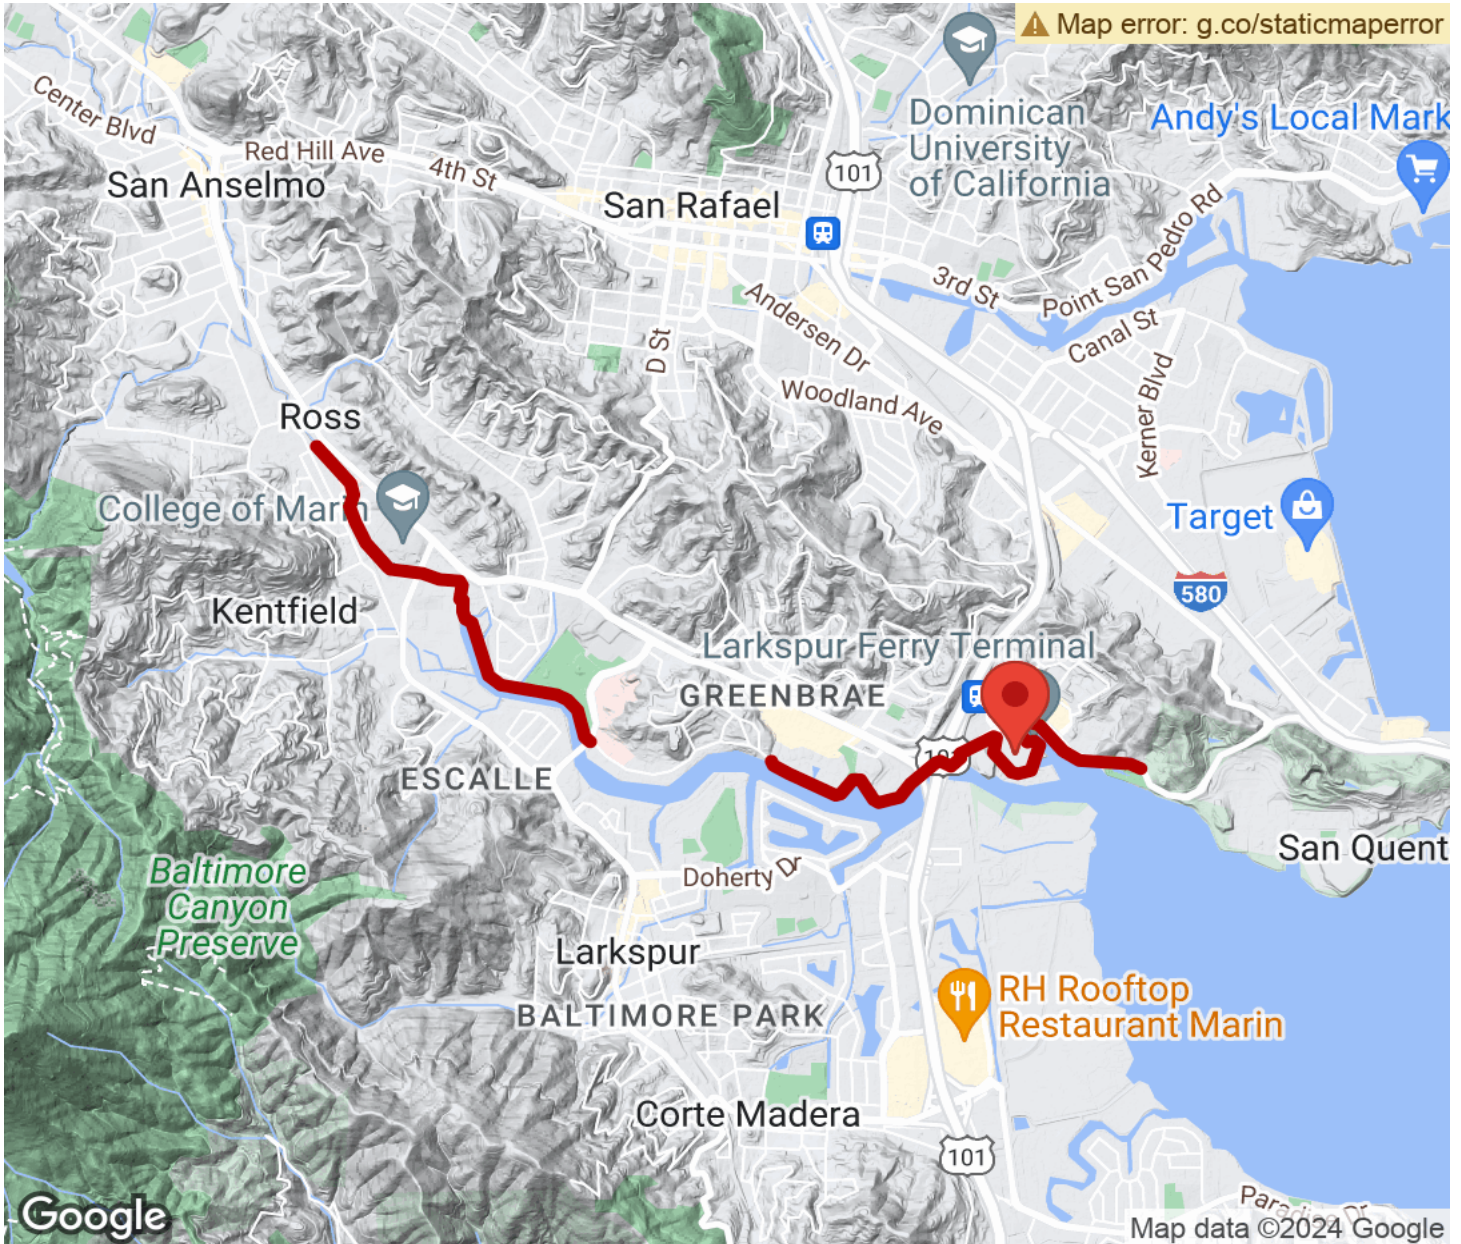 Map error: g.co/staticmaperror
Center Blvd
Red Hill Ave
4th St
San Anselmo
101
Dominican
University
of California
Andy's Local Mark
San Rafael
3rd St
Point San Pedro Rd
Canal St
Andersen Dr
D St
Woodland Ave
Kerner Blvd
Ross
College of Marin
Target
580
Kentfield
Larkspur Ferry Terminal
GREENBRAE
101
ESCALLE
San Quent
Doherty Dr
Baltimore
Canyon
Preserve
Larkspur
RH Rooftop
Restaurant Marin
BALTIMORE PARK
Corte Madera
101
Paradise Dr
Google
Map data ©2024 Google